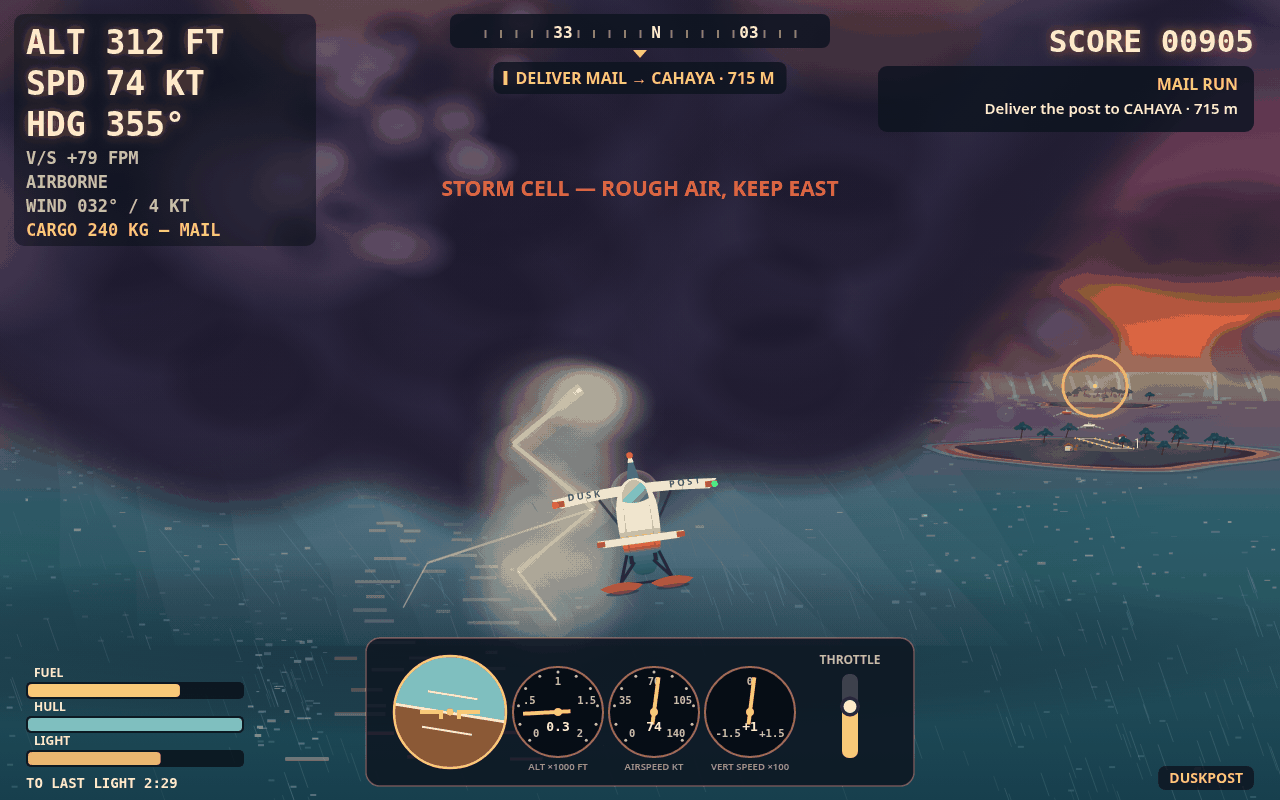 ALT 312 FT
SPD 74 KT
HDG 355°
V/S +79 FPM
AIRBORNE
WIND 032° / 4 KT
CARGO 240 KG — MAIL
33 N 03
DELIVER MAIL → CAHAYA · 715 M
SCORE 00905
MAIL RUN
Deliver the post to CAHAYA · 715 m
STORM CELL — ROUGH AIR, KEEP EAST
DUSK POST
FUEL
HULL
LIGHT
TO LAST LIGHT 2:29
0 .5 1 1.5 2
0.3
ALT ×1000 FT
0 35 70 105 140
74
AIRSPEED KT
-1.5 0 +1.5
+1
VERT SPEED ×100
THROTTLE
DUSKPOST